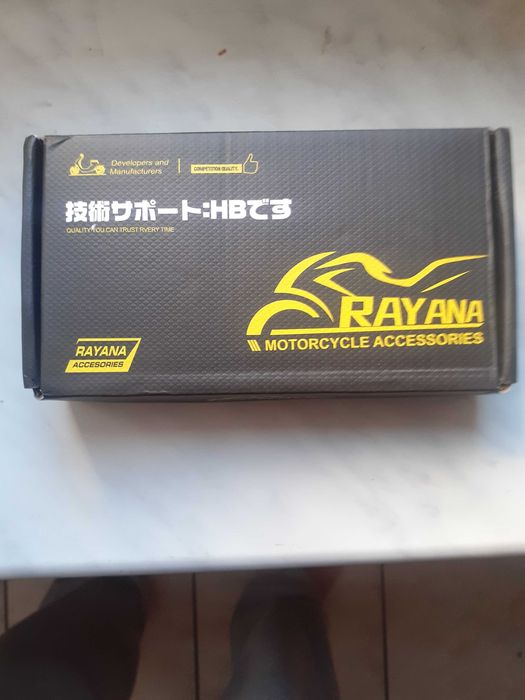 Developers and
Manufacturers
COMPETITION QUALITY.
技術サポート:HBです
QUALITY YOU CAN TRUST RVERY TIME
RAYANA
MOTORCYCLE ACCESSORIES
RAYANA
ACCESORIES